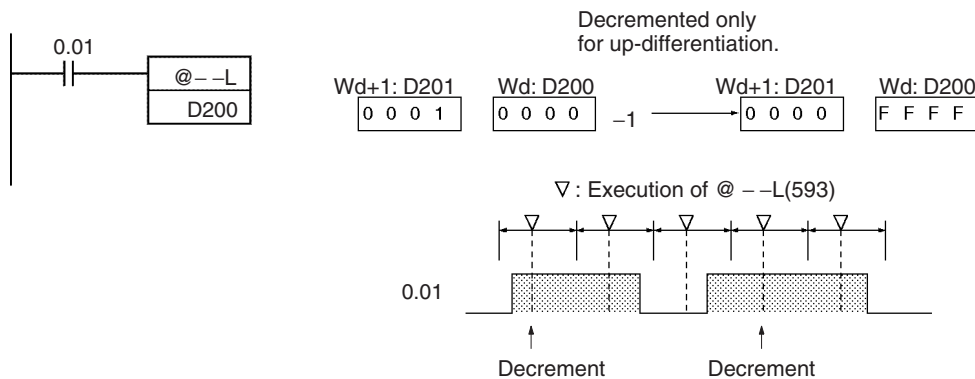 0.01
@– –L
D200
Decremented only
for up-differentiation.
Wd+1: D201 Wd: D200 Wd+1: D201 Wd: D200
0 0 0 1 0 0 0 0 –1 0 0 0 0 F F F F
∇ : Execution of @ – –L(593)
0.01
Decrement Decrement